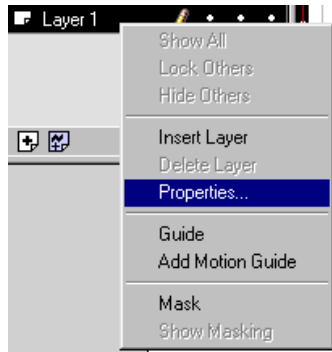 Layer 1
Show All
Lock Others
Hide Others
Insert Layer
Delete Layer
Properties...
Guide
Add Motion Guide
Mask
Show Masking